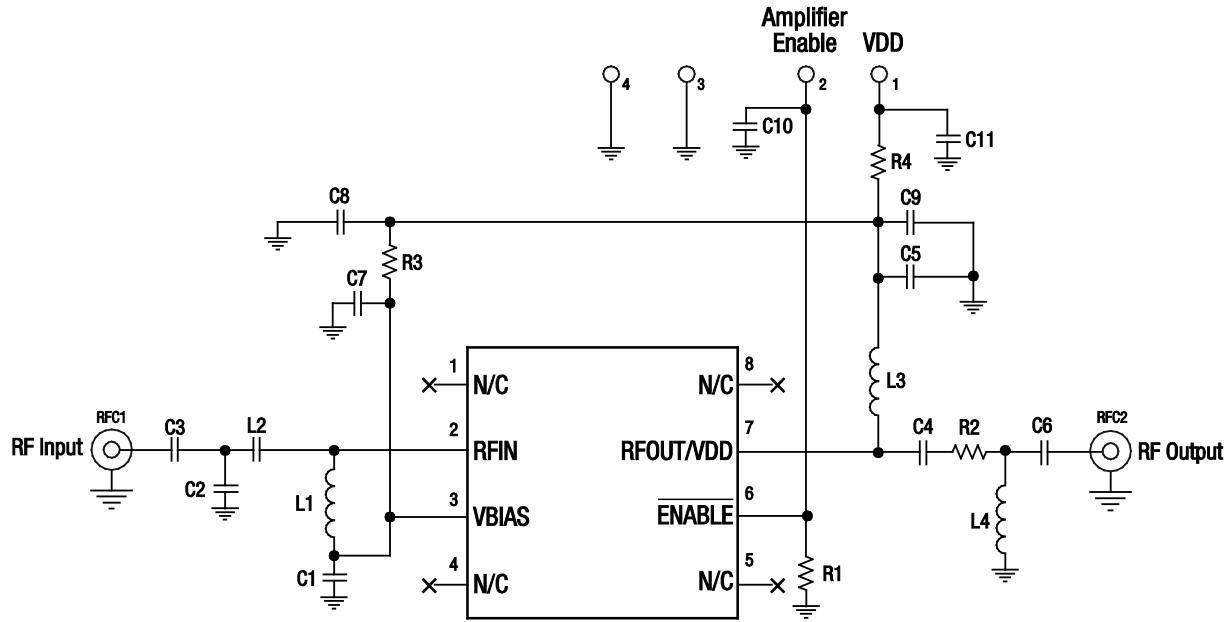 Amplifier
Enable
VDD
4
3
2
1
C10
C11
R4
C8
C9
R3
C5
C7
L3
1
N/C
8
N/C
RFC1
RF Input
C3
L2
2
RFIN
7
RFOUT/VDD
C4
R2
C6
RFC2
RF Output
C2
L1
3
VBIAS
6
ENABLE
L4
C1
4
N/C
5
N/C
R1